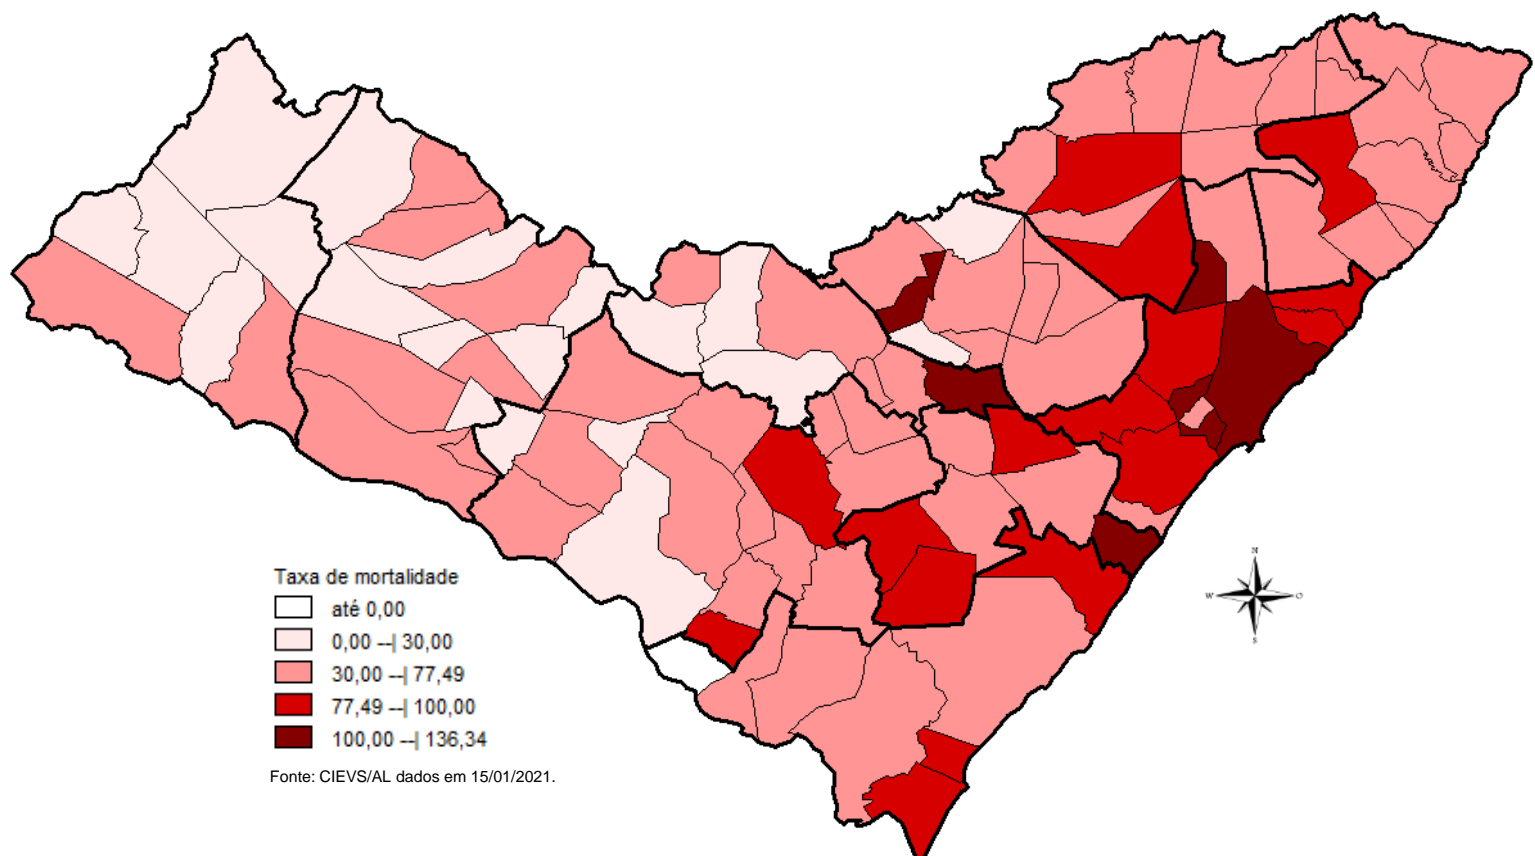 N
W
O
S
Taxa de mortalidade
até 0,00
0,00 --| 30,00
30,00 --| 77,49
77,49 --| 100,00
100,00 --| 136,34
Fonte: CIEVS/AL dados em 15/01/2021.